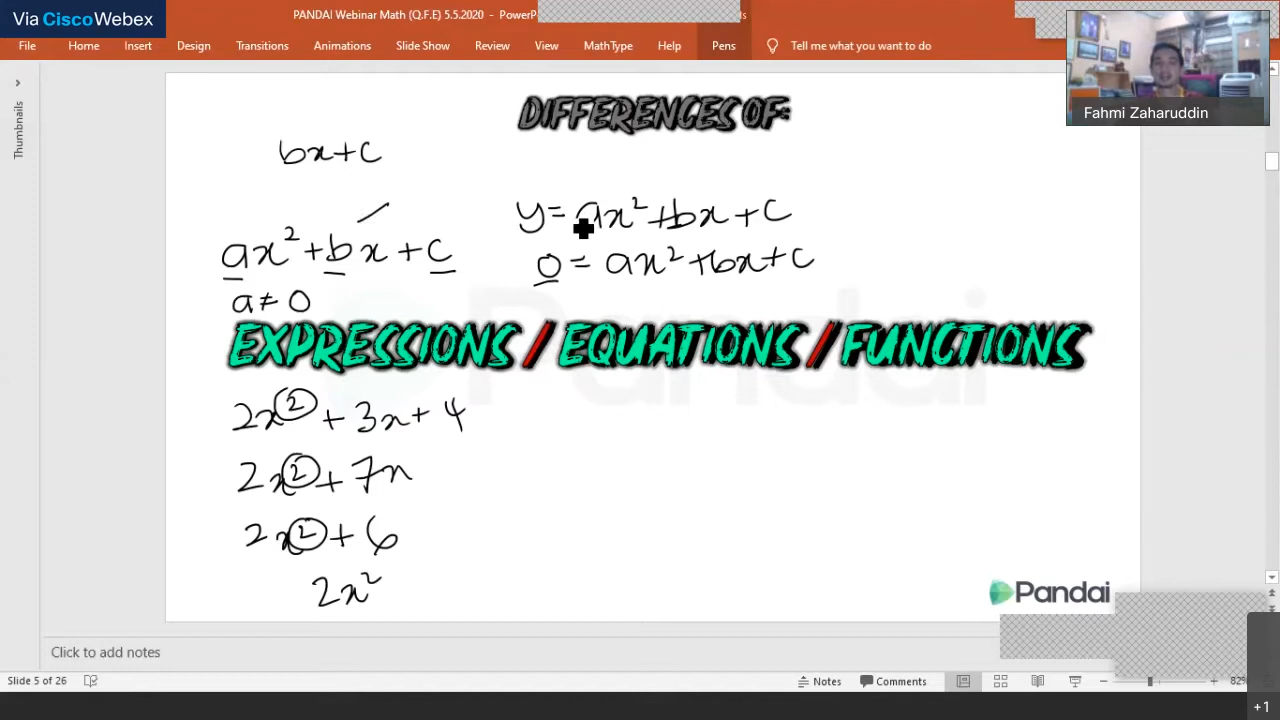 Via CiscoWebex
PANDAI Webinar Math (Q.F.E) 5.5.2020 - PowerP
File Home Insert Design Transitions Animations Slide Show Review View MathType Help Pens Tell me what you want to do
Fahmi Zaharuddin
Thumbnails
DIFFERENCES OF:
bx+c
y=ax²+bx+c
ax²+bx+c
0=ax²+bx+c
a≠0
EXPRESSIONS / EQUATIONS / FUNCTIONS
Pandai
2x²+3x+4
2x²+7x
2x²+6
2x²
Pandai
Click to add notes
Slide 5 of 26 Notes Comments 82%
+1